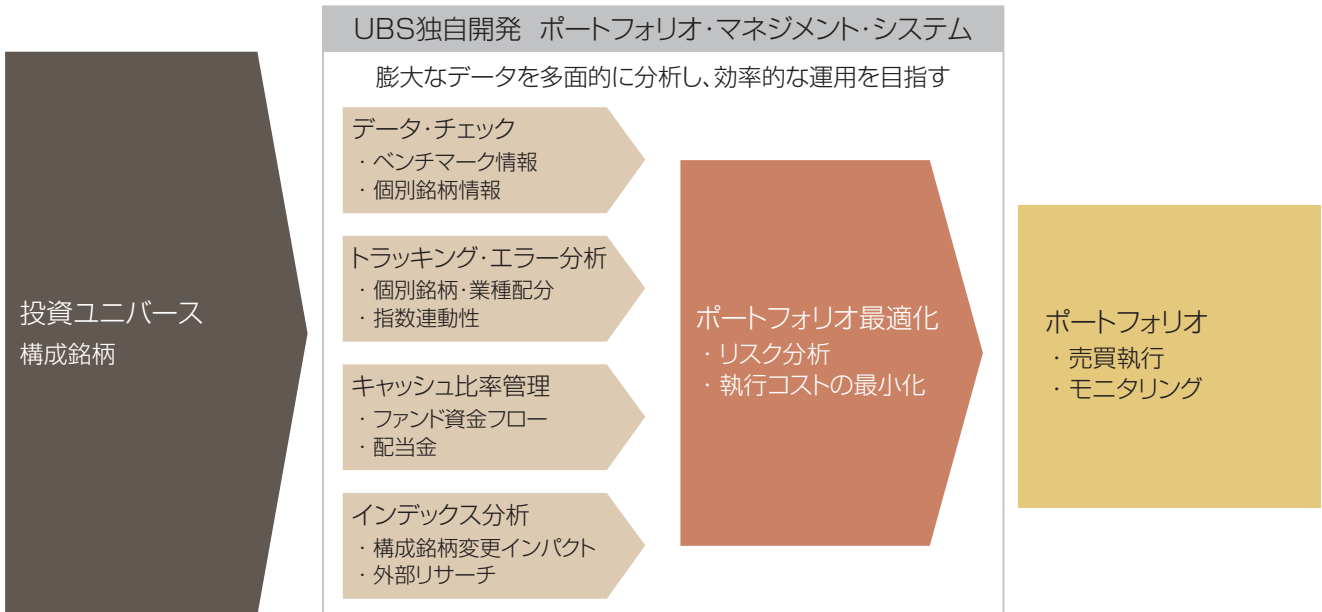 UBS独自開発 ポートフォリオ・マネジメント・システム
膨大なデータを多面的に分析し、効率的な運用を目指す
投資ユニバース
構成銘柄
データ・チェック
・ベンチマーク情報
・個別銘柄情報
トラッキング・エラー分析
・個別銘柄・業種配分
・指数連動性
キャッシュ比率管理
・ファンド資金フロー
・配当金
インデックス分析
・構成銘柄変更インパクト
・外部リサーチ
ポートフォリオ最適化
・リスク分析
・執行コストの最小化
ポートフォリオ
・売買執行
・モニタリング